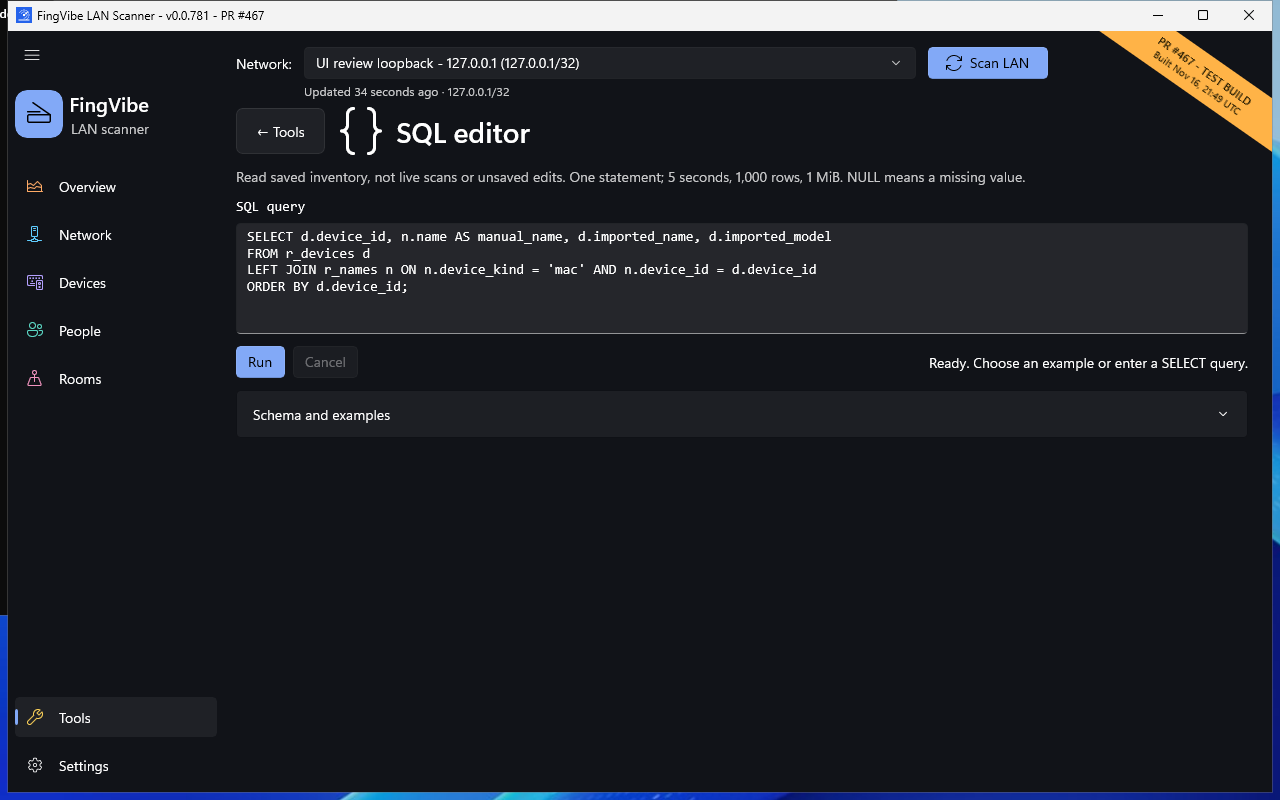 FingVibe LAN Scanner - v0.0.781 - PR #467
Network:
UI review loopback - 127.0.0.1 (127.0.0.1/32)
Scan LAN
Updated 34 seconds ago · 127.0.0.1/32
PR #467 - TEST BUILD
Built Nov 16, 21:49 UTC
FingVibe
LAN scanner
Overview
Network
Devices
People
Rooms
Tools
Settings
← Tools
{ } SQL editor
Read saved inventory, not live scans or unsaved edits. One statement; 5 seconds, 1,000 rows, 1 MiB. NULL means a missing value.
SQL query
SELECT d.device_id, n.name AS manual_name, d.imported_name, d.imported_model
FROM r_devices d
LEFT JOIN r_names n ON n.device_kind = 'mac' AND n.device_id = d.device_id
ORDER BY d.device_id;
Run
Cancel
Ready. Choose an example or enter a SELECT query.
Schema and examples